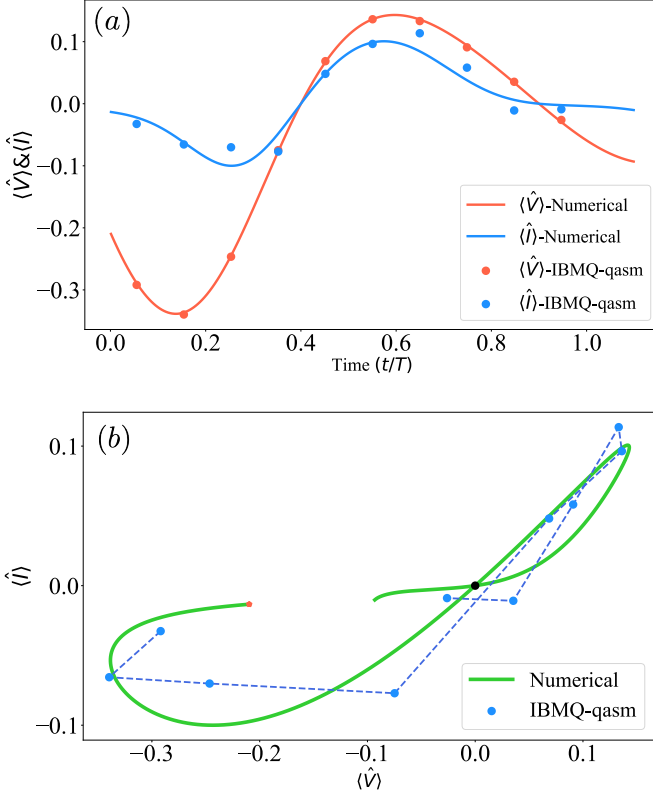 (a)
0.1
0.0
−0.1
−0.2
−0.3
⟨V̂⟩&⟨Î⟩
⟨V̂⟩-Numerical
⟨Î⟩-Numerical
⟨V̂⟩-IBMQ-qasm
⟨Î⟩-IBMQ-qasm
0.0 0.2 0.4 0.6 0.8 1.0
Time (t/T)
(b)
0.1
0.0
−0.1
⟨Î⟩
Numerical
IBMQ-qasm
−0.3 −0.2 −0.1 0.0 0.1
⟨V̂⟩